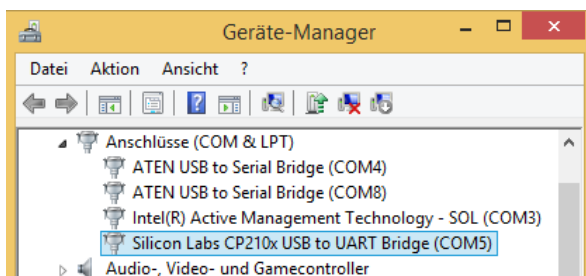 Geräte-Manager
Datei Aktion Ansicht ?
Anschlüsse (COM & LPT)
ATEN USB to Serial Bridge (COM4)
ATEN USB to Serial Bridge (COM8)
Intel(R) Active Management Technology - SOL (COM3)
Silicon Labs CP210x USB to UART Bridge (COM5)
Audio-, Video- und Gamecontroller